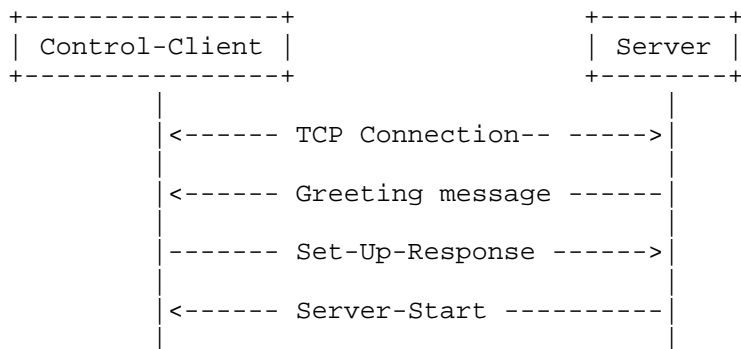 Control-Client Server
<------ TCP Connection-- ----->
<------ Greeting message ------
------- Set-Up-Response ------>
<------ Server-Start ----------